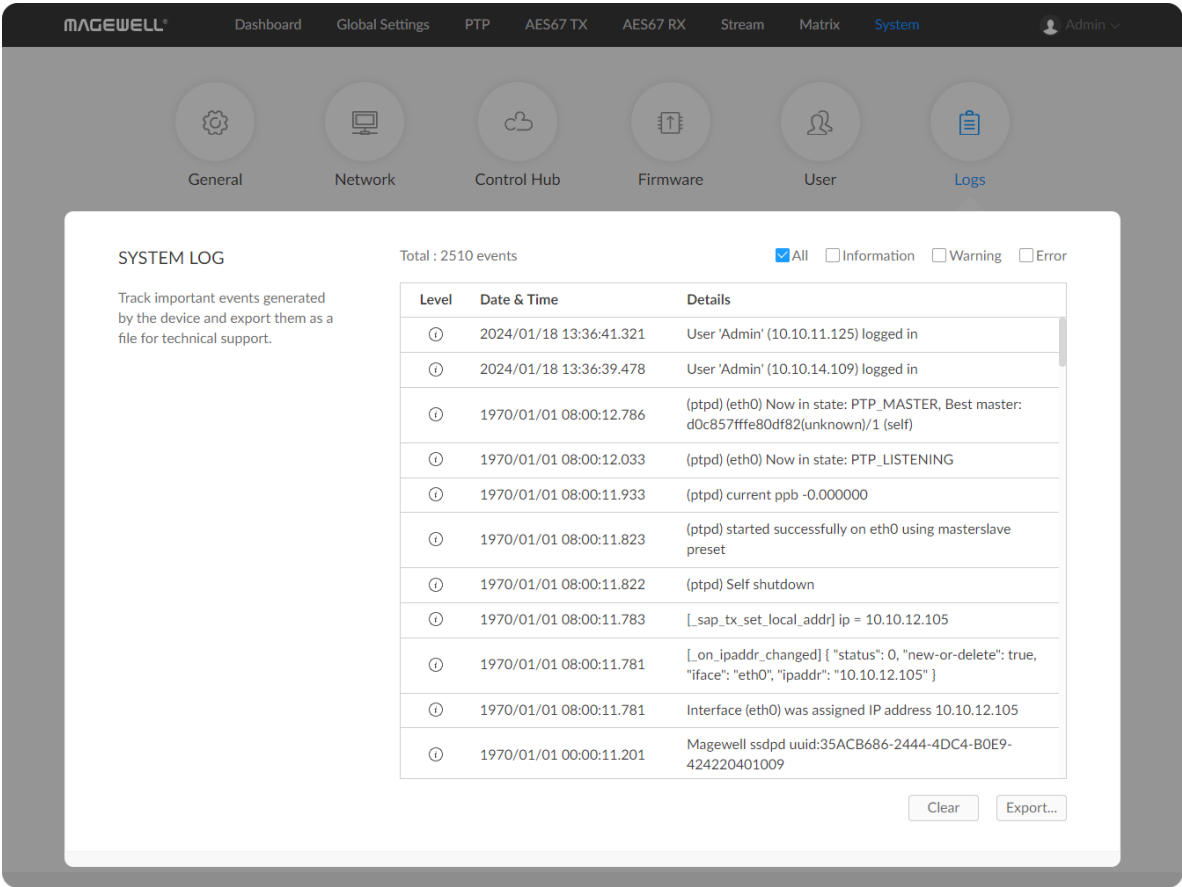 MAGEWELL® Dashboard Global Settings PTP AES67 TX AES67 RX Stream Matrix System Admin
General Network Control Hub Firmware User Logs
SYSTEM LOG
Track important events generated
by the device and export them as a
file for technical support.
Total : 2510 events All Information Warning Error
Level Date & Time Details
2024/01/18 13:36:41.321 User 'Admin' (10.10.11.125) logged in
2024/01/18 13:36:39.478 User 'Admin' (10.10.14.109) logged in
1970/01/01 08:00:12.786 (ptpd) (eth0) Now in state: PTP_MASTER, Best master:
d0c857fffe80df82(unknown)/1 (self)
1970/01/01 08:00:12.033 (ptpd) (eth0) Now in state: PTP_LISTENING
1970/01/01 08:00:11.933 (ptpd) current ppb -0.000000
1970/01/01 08:00:11.823 (ptpd) started successfully on eth0 using masterslave
preset
1970/01/01 08:00:11.822 (ptpd) Self shutdown
1970/01/01 08:00:11.783 [_sap_tx_set_local_addr] ip = 10.10.12.105
1970/01/01 08:00:11.781 [_on_ipaddr_changed] { "status": 0, "new-or-delete": true,
"iface": "eth0", "ipaddr": "10.10.12.105" }
1970/01/01 08:00:11.781 Interface (eth0) was assigned IP address 10.10.12.105
1970/01/01 00:00:11.201 Magewell ssdpd uuid:35ACB686-2444-4DC4-B0E9-
424220401009
Clear Export...